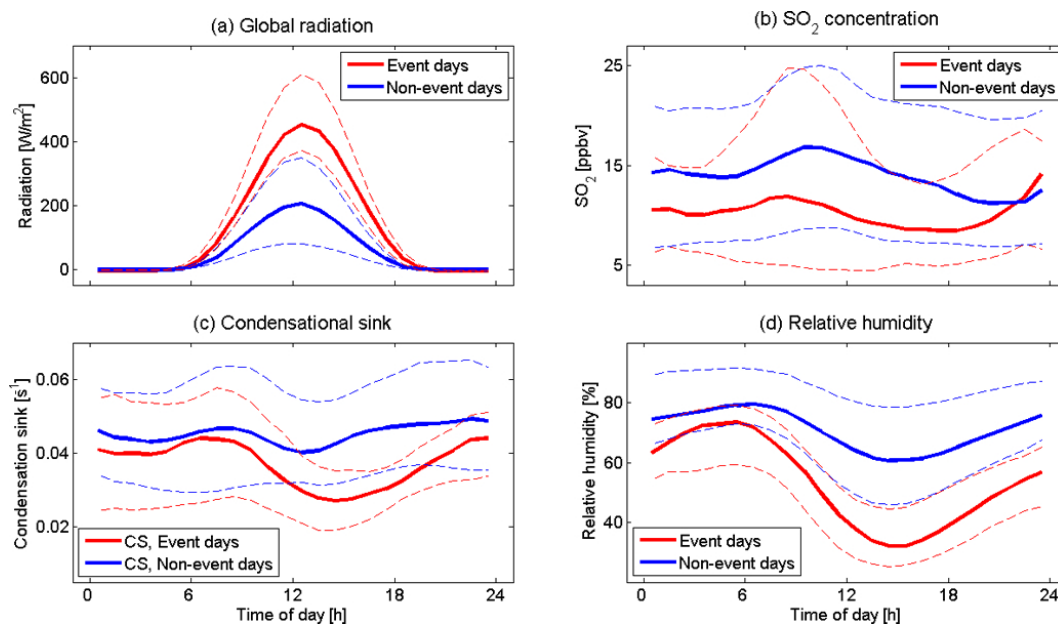 (a) Global radiation
Radiation [W/m²]
600
400
200
0
Event days
Non-event days
(b) SO₂ concentration
SO₂ [ppbv]
25
15
5
Event days
Non-event days
(c) Condensational sink
Condensation sink [s⁻¹]
0.06
0.04
0.02
CS, Event days
CS, Non-event days
0 6 12 18 24
Time of day [h]
(d) Relative humidity
Relative humidity [%]
80
60
40
Event days
Non-event days
0 6 12 18 24
Time of day [h]